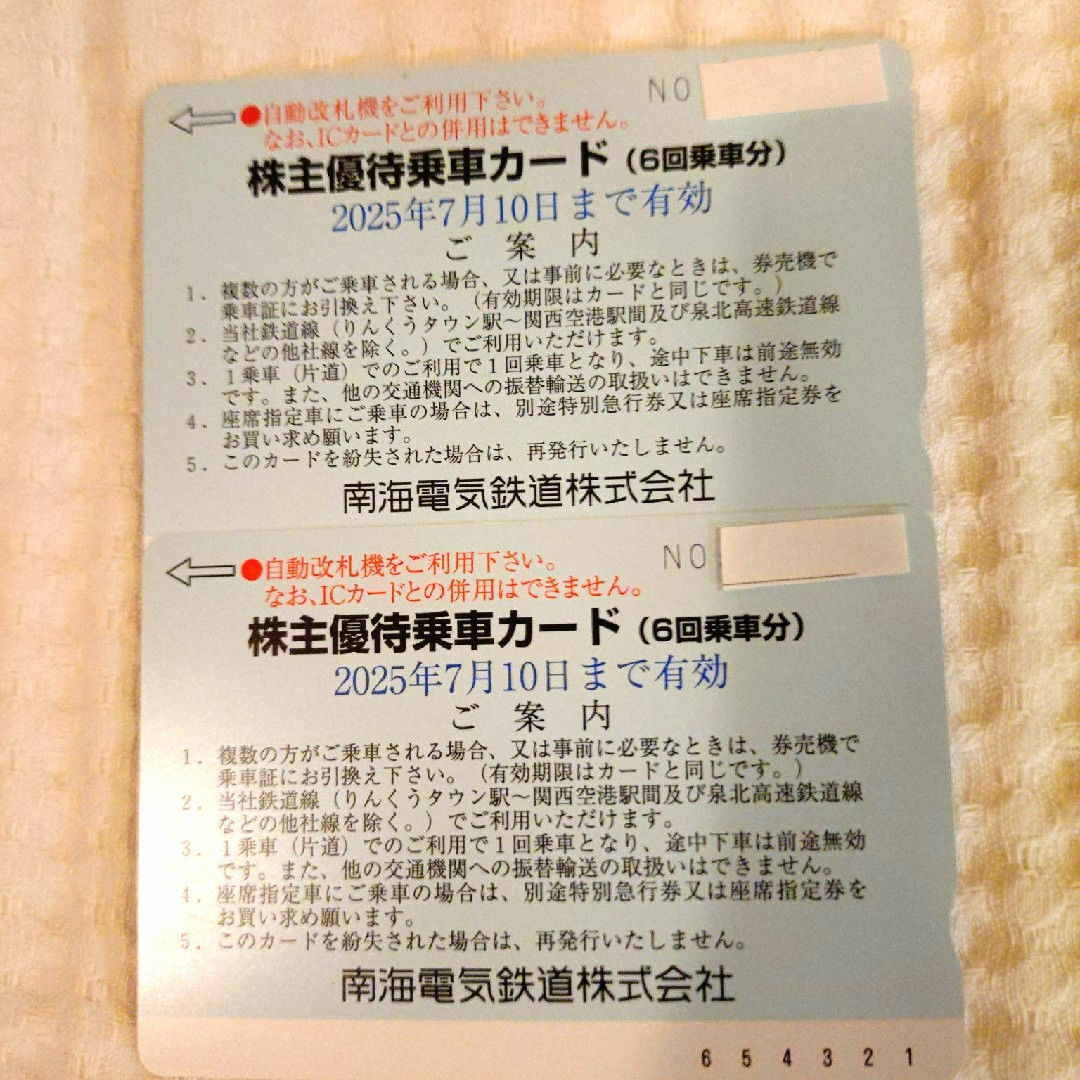 NO
●自動改札機をご利用下さい。
なお、ICカードとの併用はできません。
株主優待乗車カード（6回乗車分）
2025年7月10日まで有効
ご案内
1．複数の方がご乗車される場合、又は事前に必要なときは、券売機で
乗車証にお引換え下さい。（有効期限はカードと同じです。）
2．当社鉄道線（りんくうタウン駅～関西空港駅間及び泉北高速鉄道線
などの他社線を除く。）でご利用いただけます。
3．1乗車（片道）でのご利用で1回乗車となり、途中下車は前途無効
です。また、他の交通機関への振替輸送の取扱いはできません。
4．座席指定車にご乗車の場合は、別途特別急行券又は座席指定券を
お買い求め願います。
5．このカードを紛失された場合は、再発行いたしません。
南海電気鉄道株式会社
NO
●自動改札機をご利用下さい。
なお、ICカードとの併用はできません。
株主優待乗車カード（6回乗車分）
2025年7月10日まで有効
ご案内
1．複数の方がご乗車される場合、又は事前に必要なときは、券売機で
乗車証にお引換え下さい。（有効期限はカードと同じです。）
2．当社鉄道線（りんくうタウン駅～関西空港駅間及び泉北高速鉄道線
などの他社線を除く。）でご利用いただけます。
3．1乗車（片道）でのご利用で1回乗車となり、途中下車は前途無効
です。また、他の交通機関への振替輸送の取扱いはできません。
4．座席指定車にご乗車の場合は、別途特別急行券又は座席指定券を
お買い求め願います。
5．このカードを紛失された場合は、再発行いたしません。
南海電気鉄道株式会社
6 5 4 3 2 1